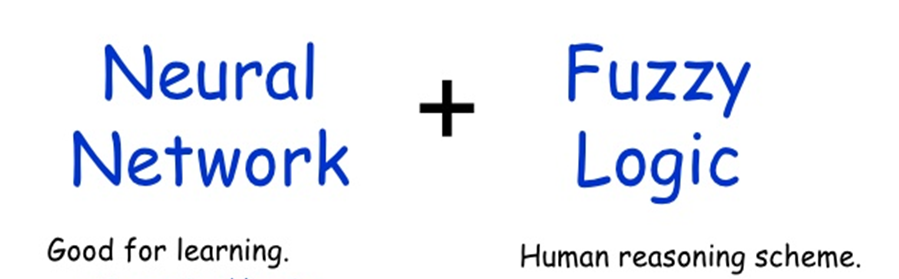 Neural
Network
+
Fuzzy
Logic
Good for learning.
Human reasoning scheme.